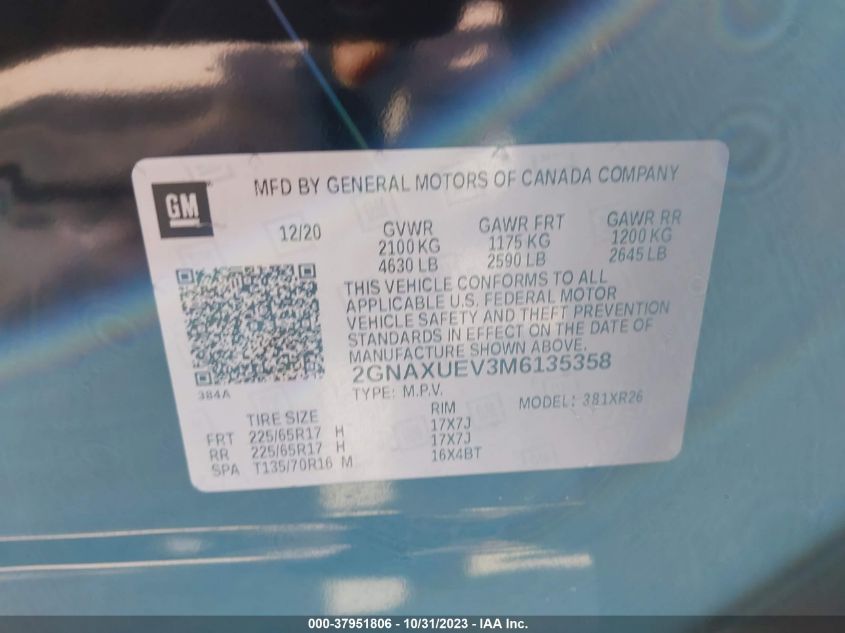 GM
MFD BY GENERAL MOTORS OF CANADA COMPANY
12/20
GVWR
2100 KG
4630 LB
GAWR FRT
1175 KG
2590 LB
GAWR RR
1200 KG
2645 LB
THIS VEHICLE CONFORMS TO ALL
APPLICABLE U.S. FEDERAL MOTOR
VEHICLE SAFETY AND THEFT PREVENTION
STANDARDS IN EFFECT ON THE DATE OF
MANUFACTURE SHOWN ABOVE.
384A
2GNAXUEV3M6135358
TYPE: M.P.V. MODEL: 381XR26
TIRE SIZE RIM
FRT 225/65R17 H 17X7J
RR 225/65R17 H 17X7J
SPA T135/70R16 M 16X4BT
000-37951806 - 10/31/2023 - IAAI Inc.